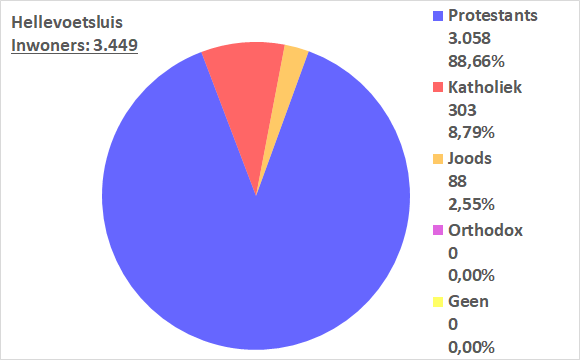 Hellevoetsluis
Inwoners: 3.449
Protestants
3.058
88,66%
Katholiek
303
8,79%
Joods
88
2,55%
Orthodox
0
0,00%
Geen
0
0,00%